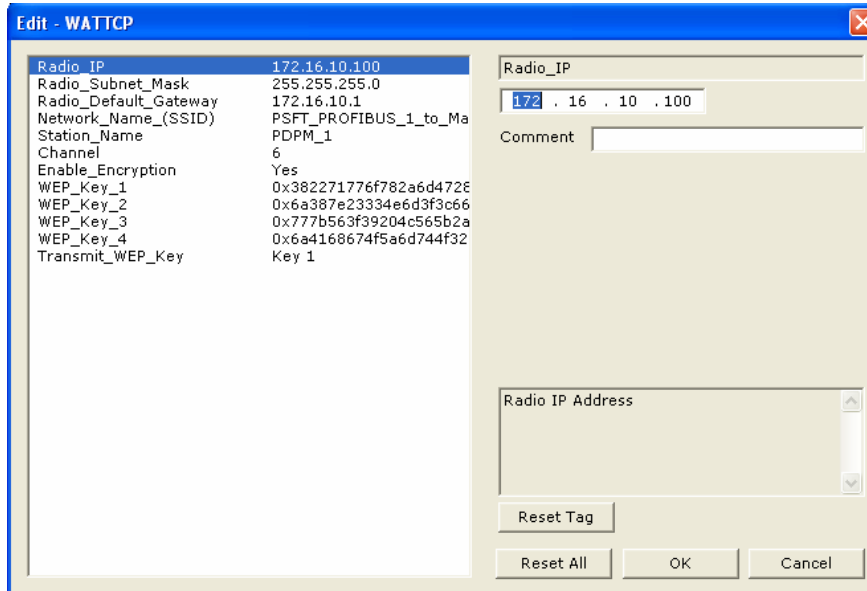 Edit - WATTCP
Radio_IP 172.16.10.100
Radio_Subnet_Mask 255.255.255.0
Radio_Default_Gateway 172.16.10.1
Network_Name_(SSID) PSFT_PROFIBUS_1_to_Ma
Station_Name PDPM_1
Channel 6
Enable_Encryption Yes
WEP_Key_1 0x382271776f782a6d4728
WEP_Key_2 0x6a387e23334e6d3f3c66
WEP_Key_3 0x777b563f39204c565b2a
WEP_Key_4 0x6a4168674f5a6d744f32
Transmit_WEP_Key Key 1
Radio_IP
172 . 16 . 10 . 100
Comment
Radio IP Address
Reset Tag
Reset All OK Cancel